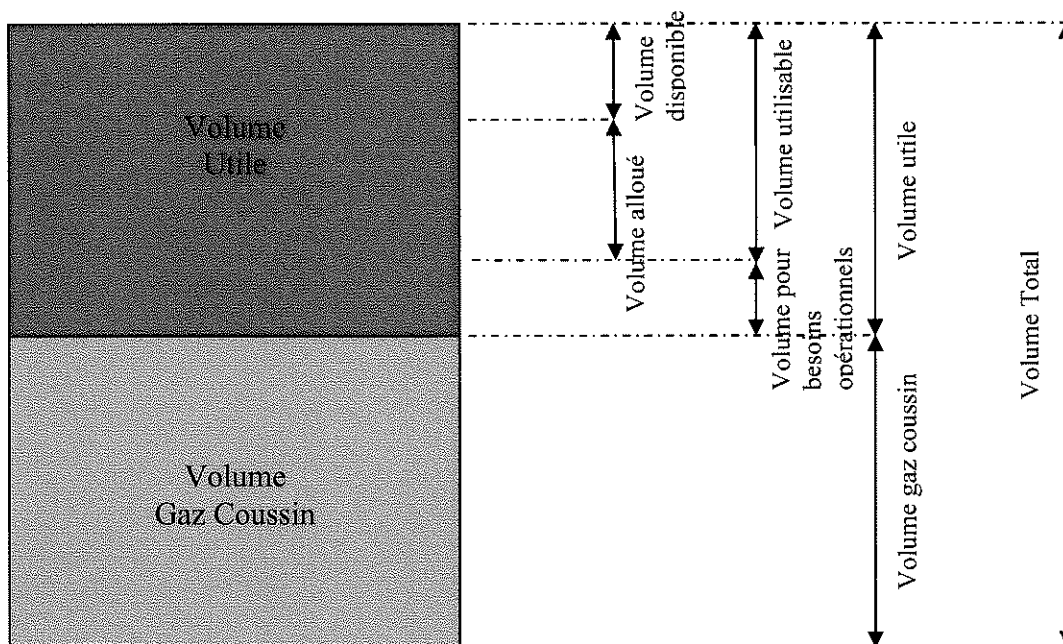 Volume
Utile
Volume
Gaz Coussin
Volume
disponible
Volume alloué
Volume utilisable
Volume pour
besoins
opérationnels
Volume utile
Volume gaz coussin
Volume Total